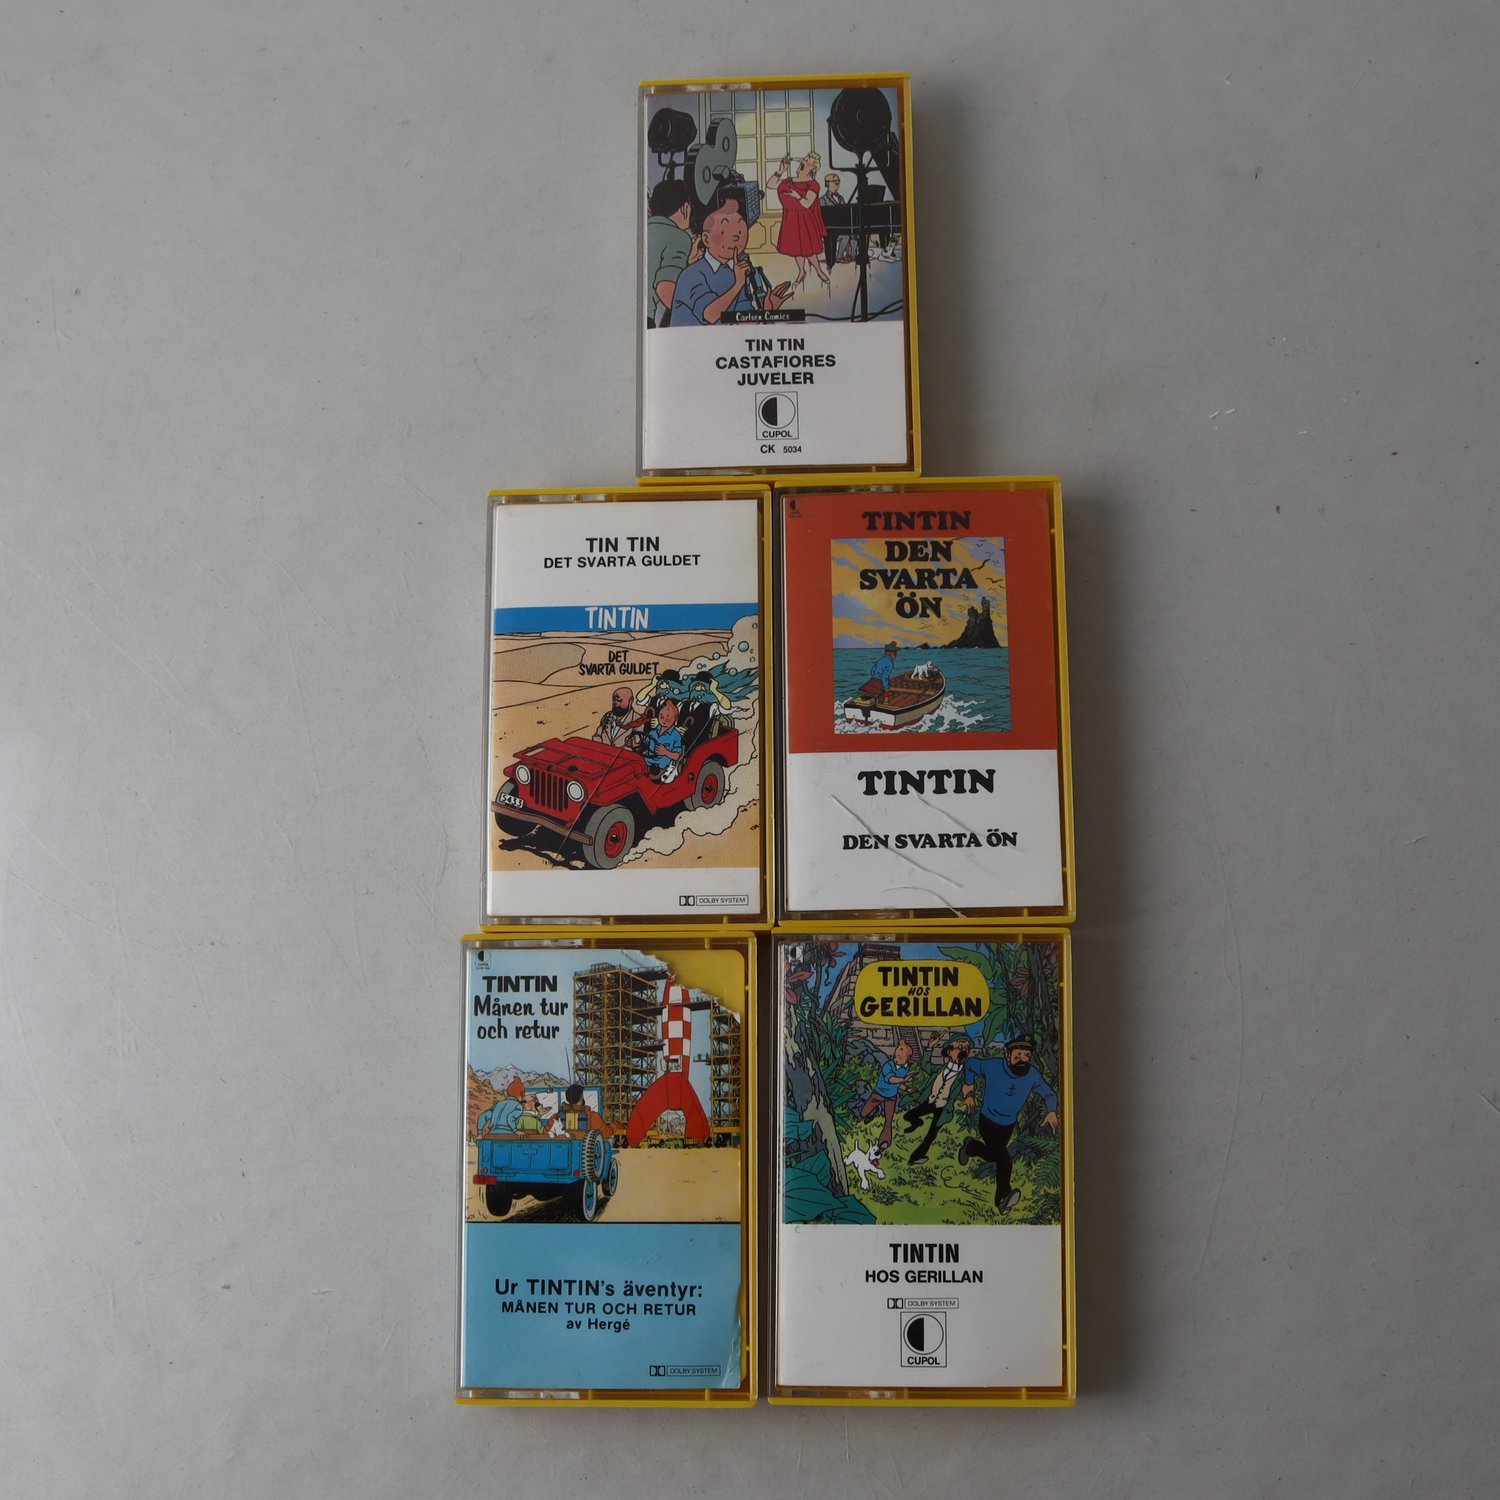 Carlsen Comics
TIN TIN
CASTAFIORES
JUVELER
CUPOL
CK 5034
TIN TIN
DET SVARTA GULDET
TINTIN
DET
SVARTA GULDET
5433
DOLBY SYSTEM
TINTIN
DEN
SVARTA
ÖN
TINTIN
DEN SVARTA ÖN
CUPOL
TINTIN
Månen tur
och retur
Ur TINTIN's äventyr:
MÅNEN TUR OCH RETUR
av Hergé
DOLBY SYSTEM
TINTIN
HOS
GERILLAN
TINTIN
HOS GERILLAN
DOLBY SYSTEM
CUPOL